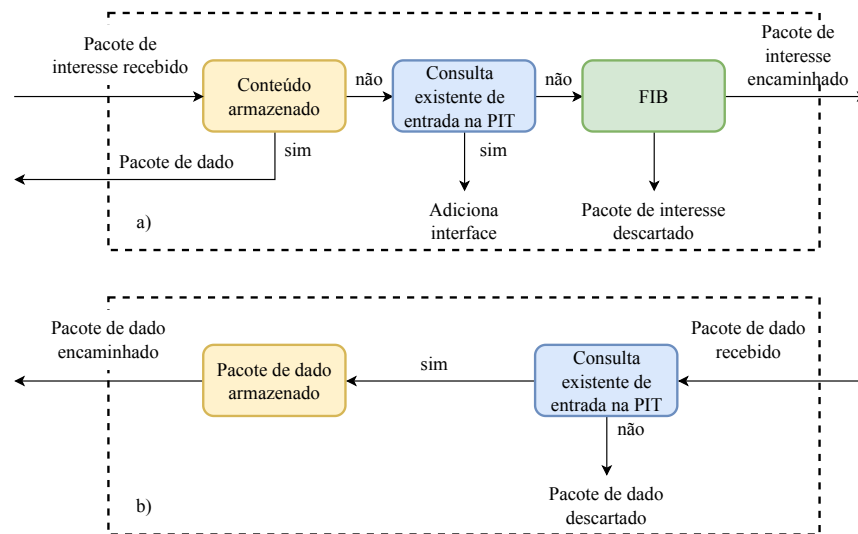 Pacote de
interesse recebido
Conteúdo
armazenado
não
Consulta
existente de
entrada na PIT
não
FIB
Pacote de
interesse
encaminhado
Pacote de dado
sim
sim
Adiciona
interface
Pacote de interesse
descartado
a)
Pacote de dado
encaminhado
Pacote de dado
armazenado
sim
Consulta
existente de
entrada na PIT
Pacote de dado
recebido
não
Pacote de dado
descartado
b)